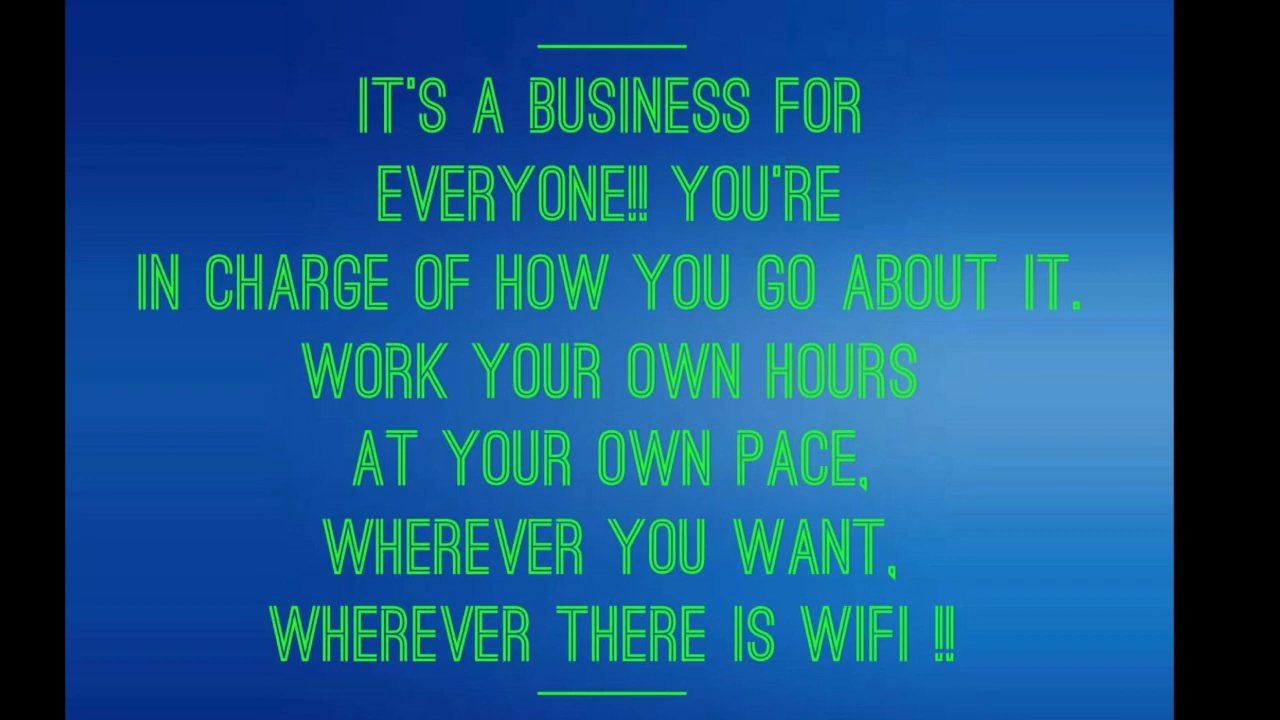 IT'S A BUSINESS FOR
EVERYONE!! YOU'RE
IN CHARGE OF HOW YOU GO ABOUT IT.
WORK YOUR OWN HOURS
AT YOUR OWN PACE,
WHEREVER YOU WANT,
WHEREVER THERE IS WIFI !!